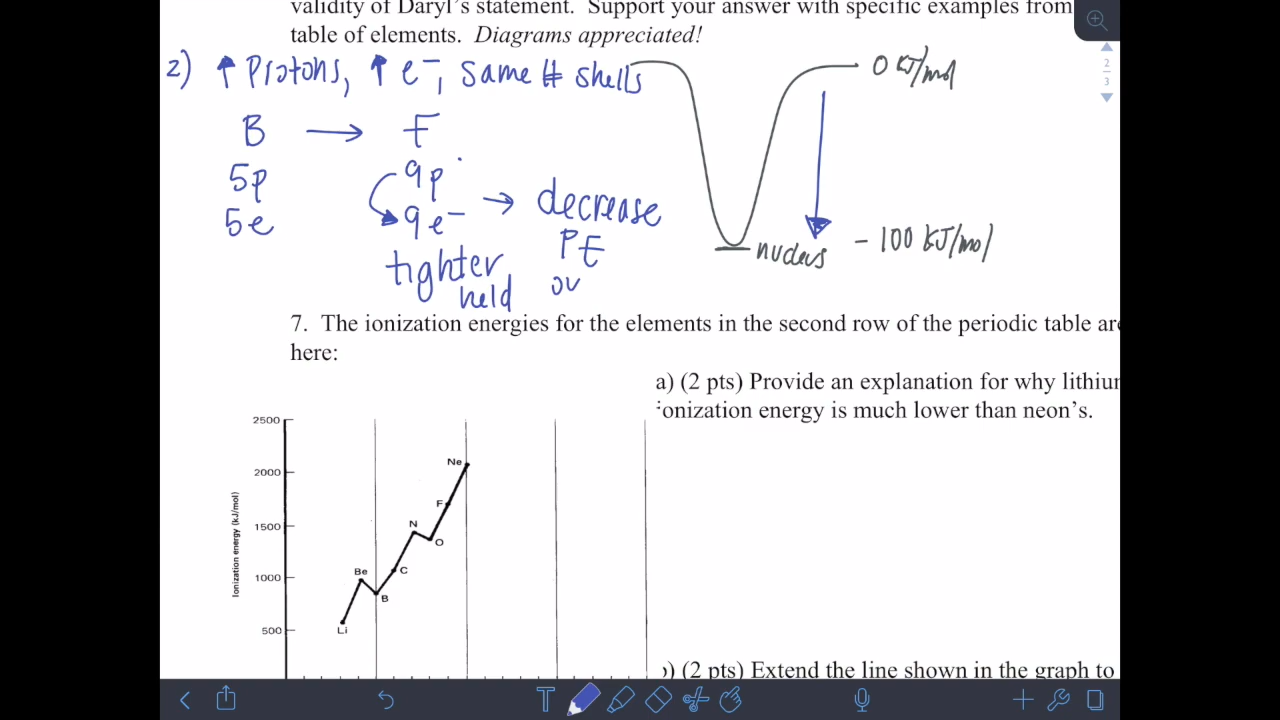 validity of Daryl's statement. Support your answer with specific examples from
table of elements. Diagrams appreciated!
2) ↑ Protons, ↑ e⁻, same # shells
0 kJ/mol
B → F
5p 9p
5e 9e⁻ → decrease
PE
tighter
held
nucleus - 100 kJ/mol
7. The ionization energies for the elements in the second row of the periodic table are
here:
a) (2 pts) Provide an explanation for why lithium
ionization energy is much lower than neon's.
2500
2000
1500
1000
500
Ionization energy (kJ/mol)
Li
Be
B
C
N
O
F
Ne
) (2 pts) Extend the line shown in the graph to
2
3
T